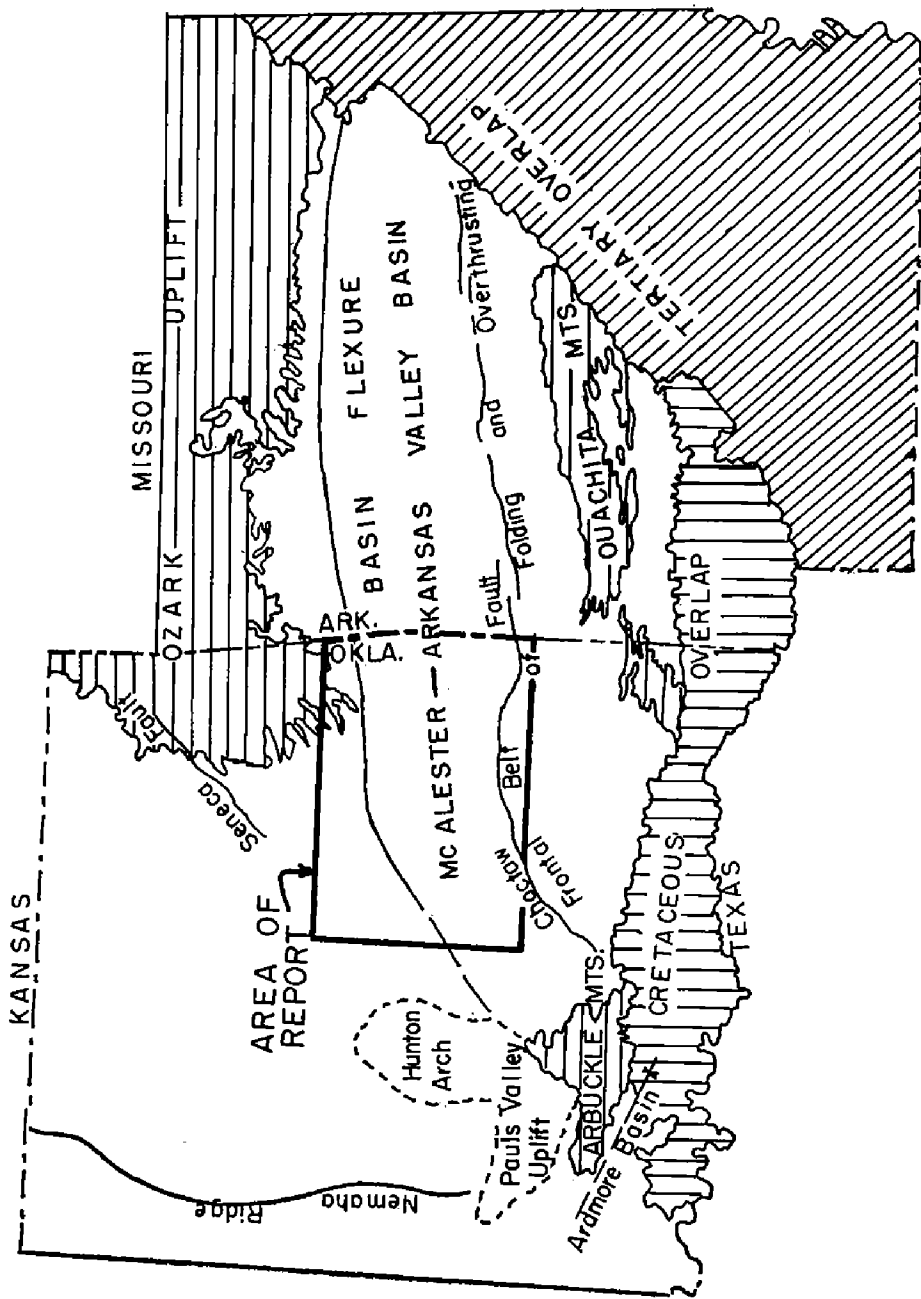 KANSAS
MISSOURI
OZARK — UPLIFT
Seneca Fault
AREA OF
REPORT
ARK.
OKLA.
BASIN FLEXURE
MC ALESTER — ARKANSAS VALLEY BASIN
Nemaha Ridge
Hunton
Arch
Pauls Valley
Uplift
Choctaw Fault
Frontal Belt of Folding and Overthrusting
ARBUCKLE MTS.
Ardmore Basin
OUACHITA MTS.
CRETACEOUS OVERLAP
TERTIARY OVERLAP
TEXAS